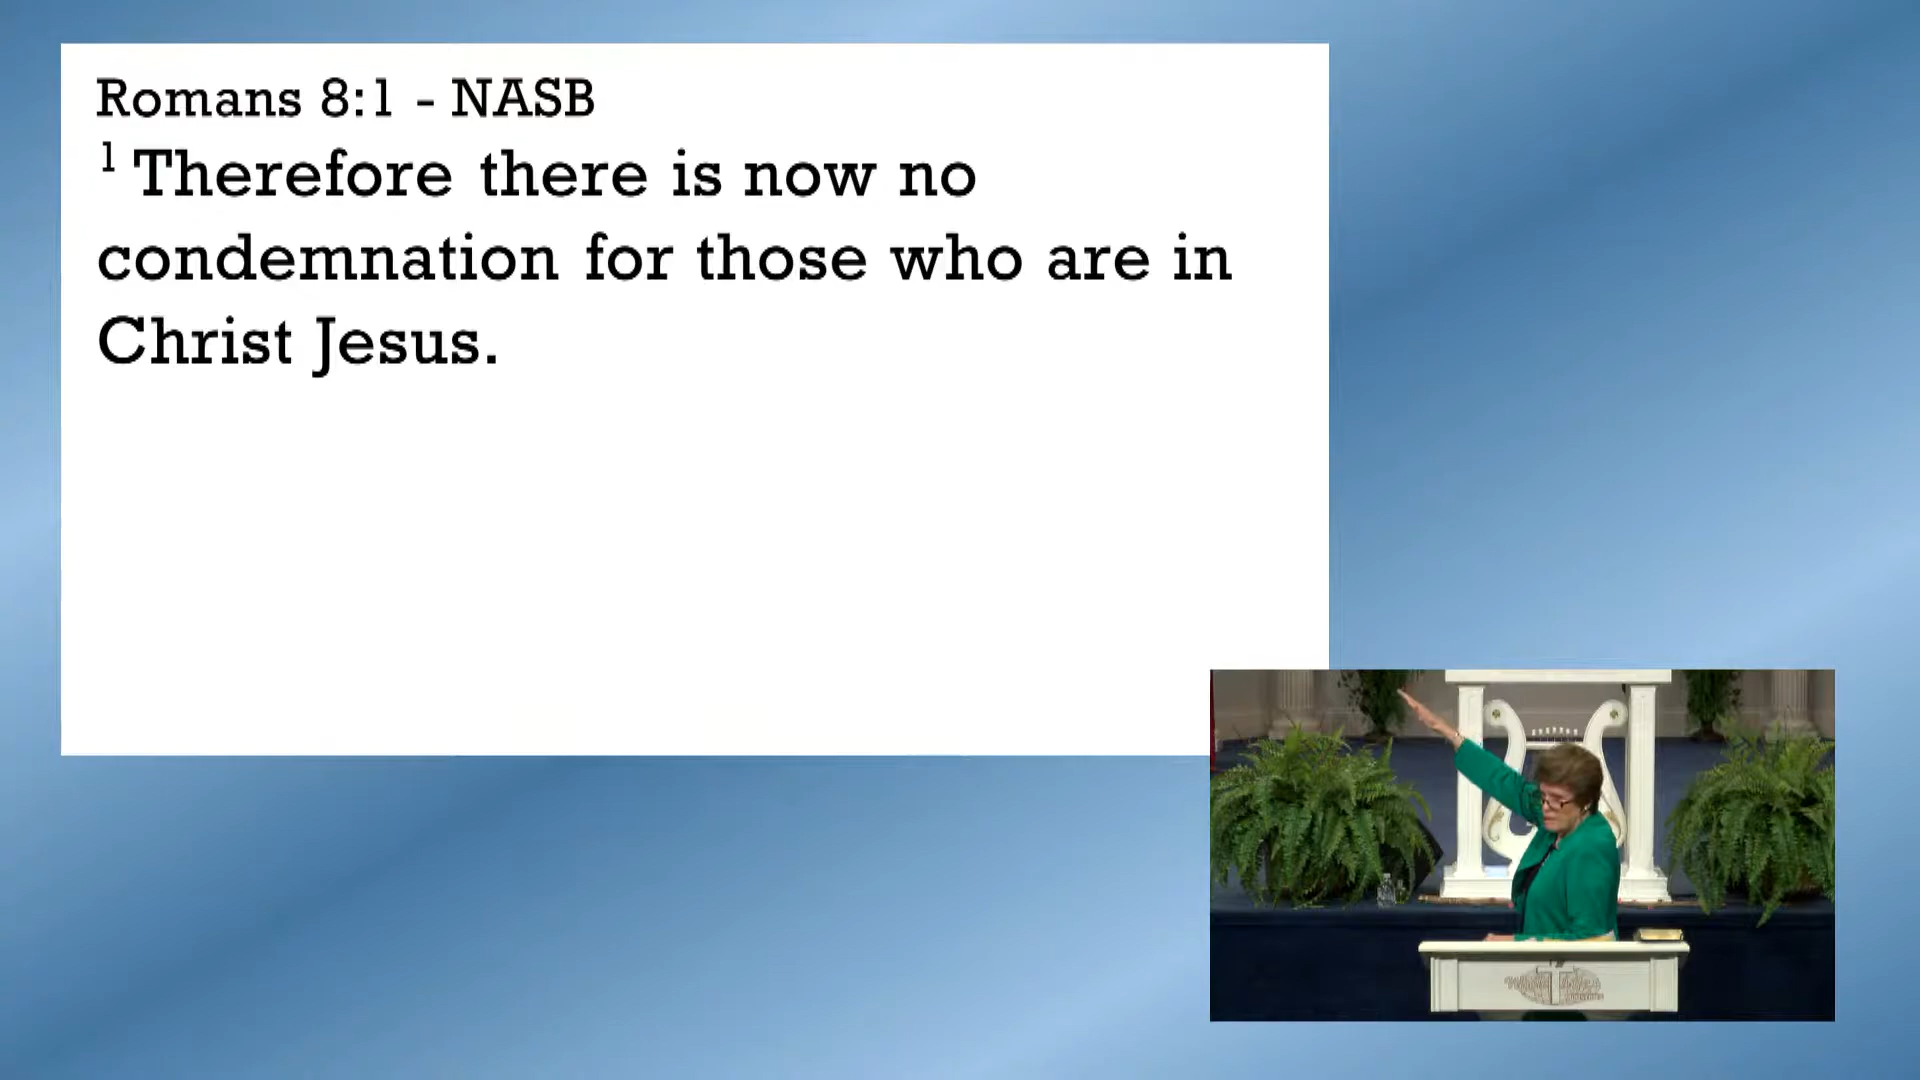 Romans 8:1 - NASB
1 Therefore there is now no
condemnation for those who are in
Christ Jesus.